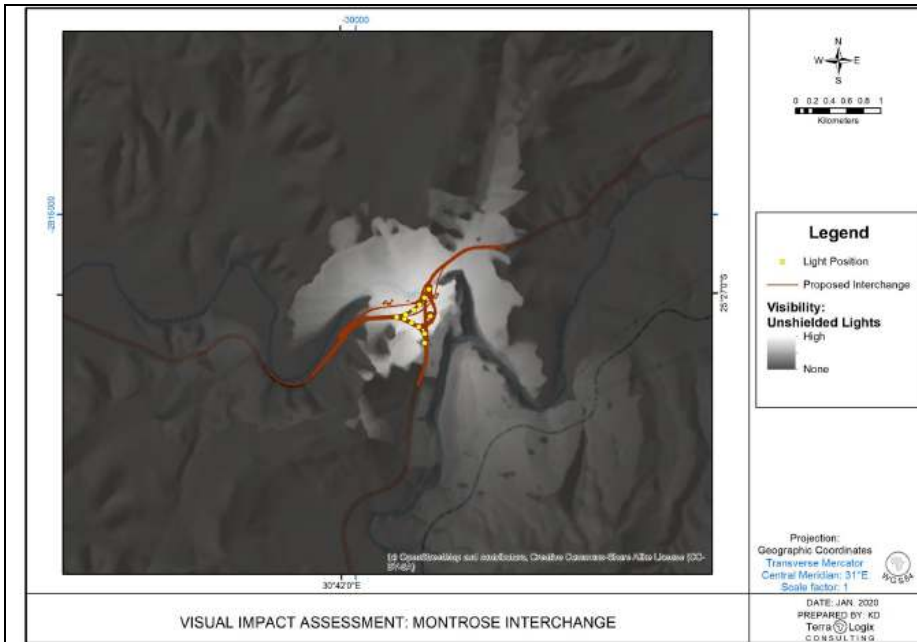 -30000
-2815000
25°27'0"S
30°42'0"E
(c) OpenStreetMap and contributors, Creative Commons-Share Alike License (CC-
BY-SA)
VISUAL IMPACT ASSESSMENT: MONTROSE INTERCHANGE
N
W E
S
0 0.2 0.4 0.6 0.8 1
Kilometers
Legend
Light Position
Proposed Interchange
Visibility:
Unshielded Lights
High
None
Projection:
Geographic Coordinates
Transverse Mercator
Central Meridian: 31°E
Scale factor: 1
WGS84
DATE: JAN. 2020
PREPARED BY: KD
Terra Logix
CONSULTING